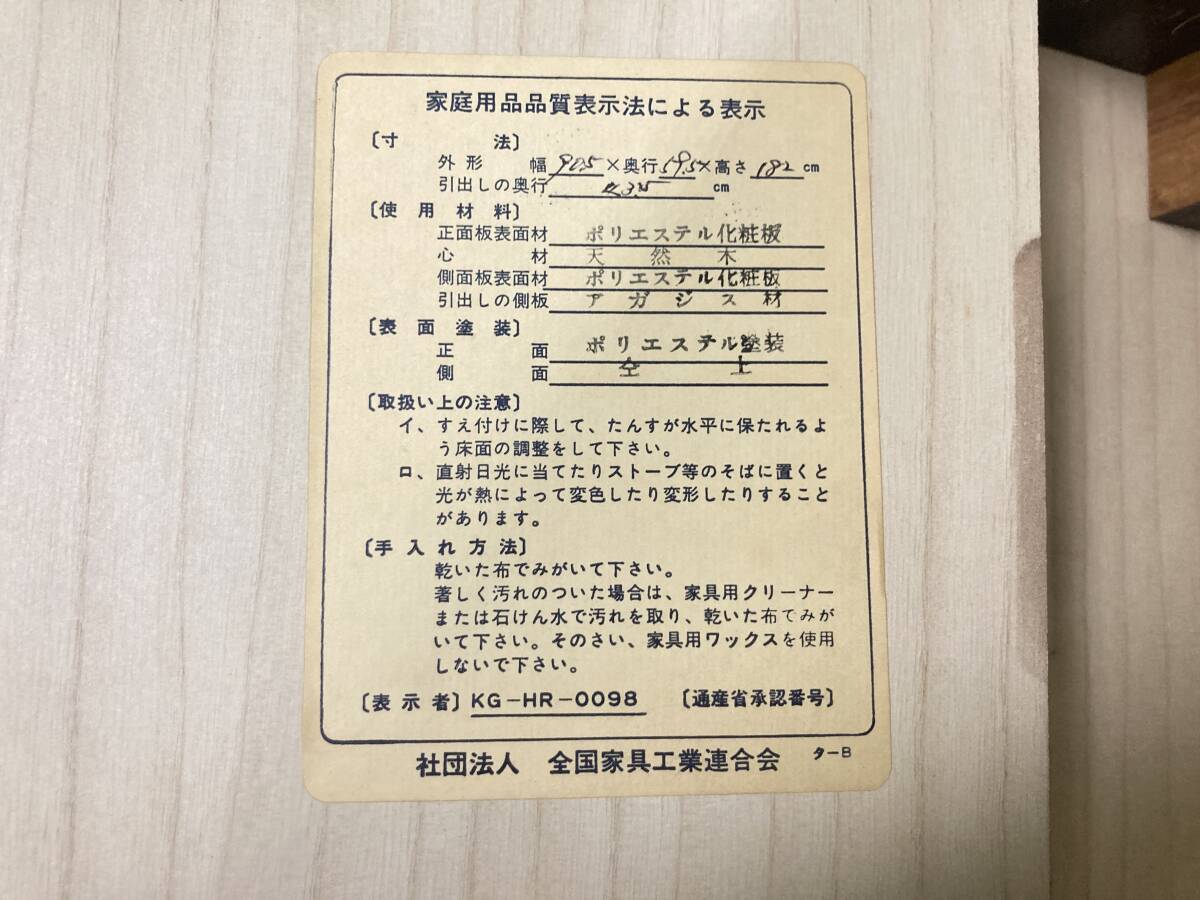 家庭用品品質表示法による表示
〔寸法〕
外形 幅90.5×奥行59.5×高さ182cm
引出しの奥行43.5cm
〔使用材料〕
正面板表面材 ポリエステル化粧板
心材 天然木
側面板表面材 ポリエステル化粧板
引出しの側板 アガジス材
〔表面塗装〕
正面 ポリエステル塗装
側面 仝上
〔取扱い上の注意〕
イ、すえ付けに際して、たんすが水平に保たれるよ
う床面の調整をして下さい。
ロ、直射日光に当てたりストーブ等のそばに置くと
光が熱によって変色したり変形したりすること
があります。
〔手入れ方法〕
乾いた布でみがいて下さい。
著しく汚れのついた場合は、家具用クリーナー
または石けん水で汚れを取り、乾いた布でみが
いて下さい。そのさい、家具用ワックスを使用
しないで下さい。
〔表示者〕KG-HR-0098 〔通産省承認番号〕
社団法人 全国家具工業連合会 ターB